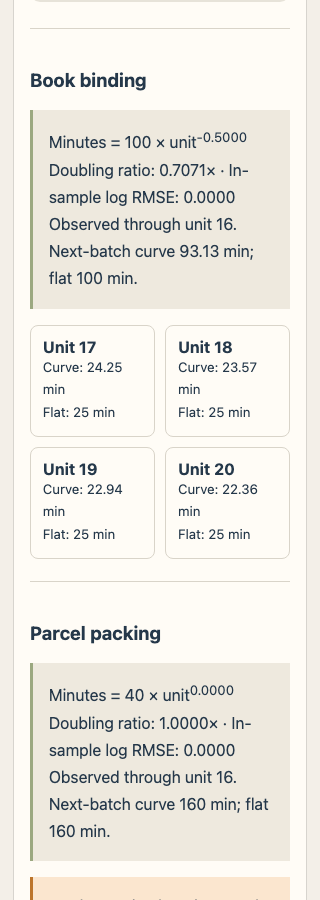 Book binding
Minutes = 100 × unit^-0.5000
Doubling ratio: 0.7071× · In-
sample log RMSE: 0.0000
Observed through unit 16.
Next-batch curve 93.13 min;
flat 100 min.
Unit 17
Curve: 24.25
min
Flat: 25 min
Unit 18
Curve: 23.57
min
Flat: 25 min
Unit 19
Curve: 22.94
min
Flat: 25 min
Unit 20
Curve: 22.36
min
Flat: 25 min
Parcel packing
Minutes = 40 × unit^0.0000
Doubling ratio: 1.0000× · In-
sample log RMSE: 0.0000
Observed through unit 16.
Next-batch curve 160 min; flat
160 min.